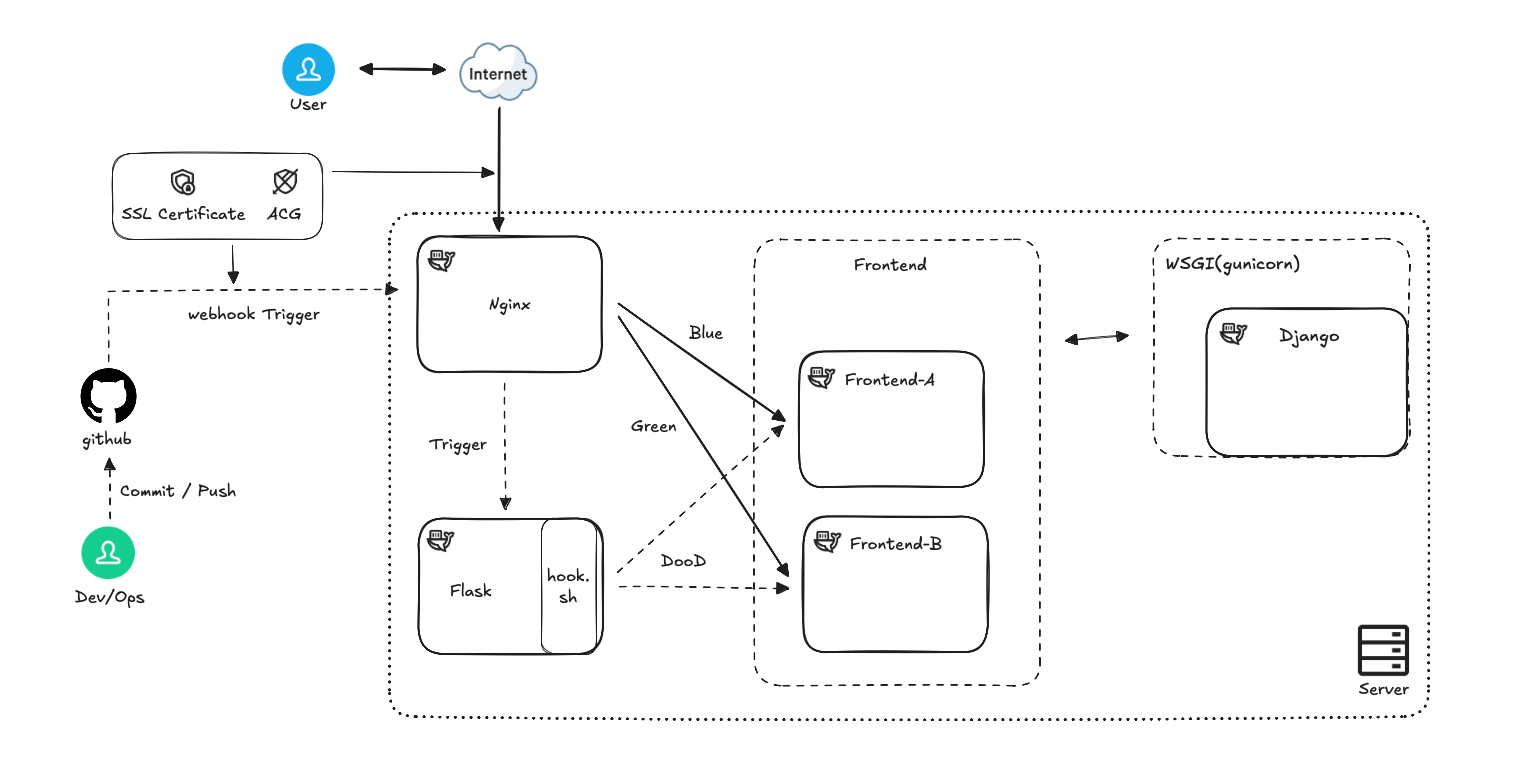 Internet
User
SSL Certificate
ACG
webhook Trigger
github
Commit / Push
Dev/Ops
Nginx
Trigger
Flask
hook.
sh
Blue
Green
DooD
Frontend
Frontend-A
Frontend-B
WSGI(gunicorn)
Django
Server